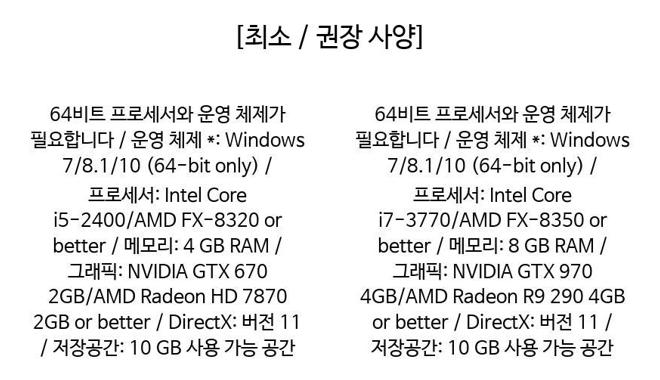 [최소 / 권장 사양]
64비트 프로세서와 운영 체제가
필요합니다 / 운영 체제 *: Windows
7/8.1/10 (64-bit only) /
프로세서: Intel Core
i5-2400/AMD FX-8320 or
better / 메모리: 4 GB RAM /
그래픽: NVIDIA GTX 670
2GB/AMD Radeon HD 7870
2GB or better / DirectX: 버전 11
/ 저장공간: 10 GB 사용 가능 공간
64비트 프로세서와 운영 체제가
필요합니다 / 운영 체제 *: Windows
7/8.1/10 (64-bit only) /
프로세서: Intel Core
i7-3770/AMD FX-8350 or
better / 메모리: 8 GB RAM /
그래픽: NVIDIA GTX 970
4GB/AMD Radeon R9 290 4GB
or better / DirectX: 버전 11 /
저장공간: 10 GB 사용 가능 공간